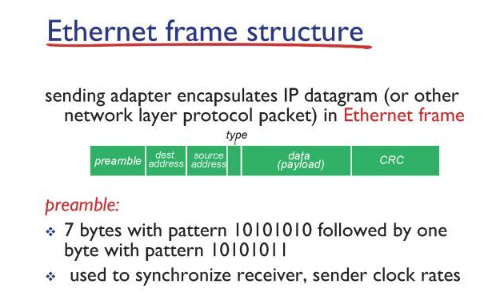 Ethernet frame structure
sending adapter encapsulates IP datagram (or other
network layer protocol packet) in Ethernet frame
type
preamble dest. address source address data (payload) CRC
preamble:
❖ 7 bytes with pattern 10101010 followed by one
byte with pattern 10101011
❖ used to synchronize receiver, sender clock rates